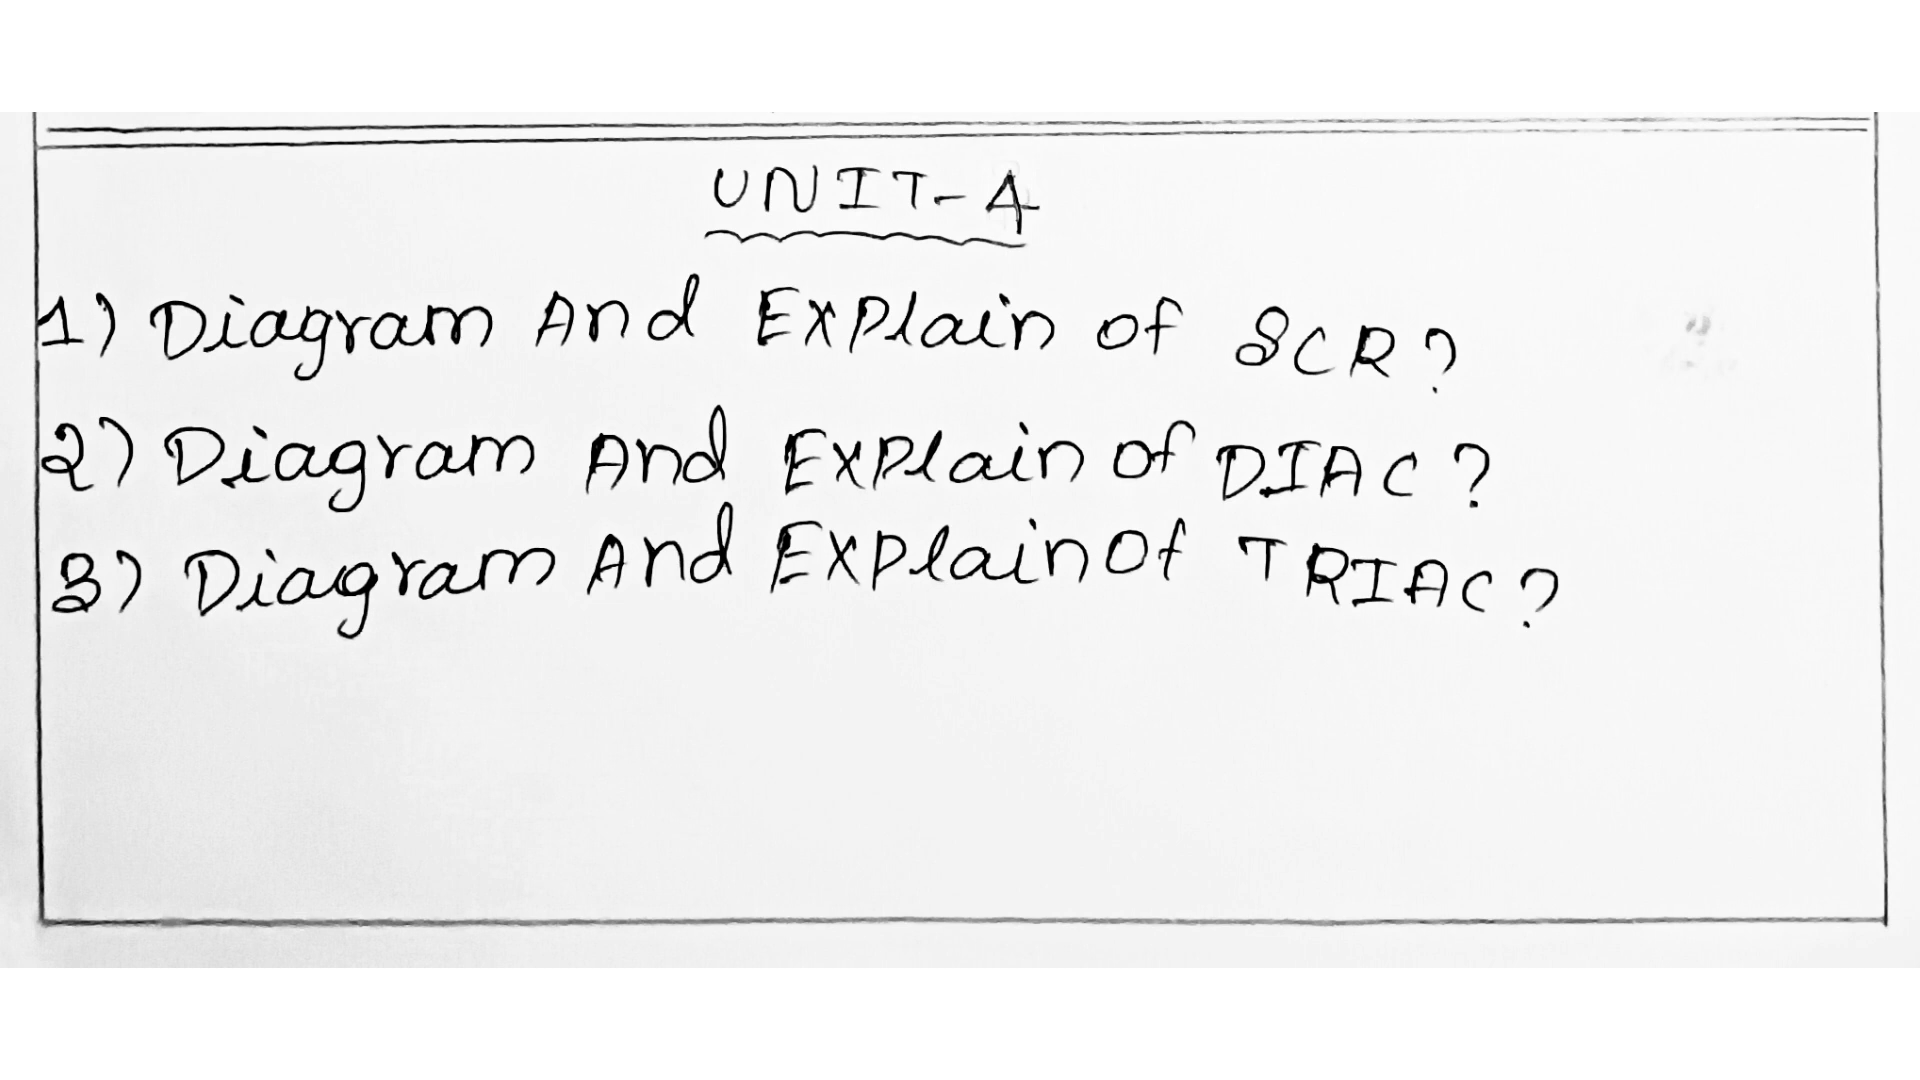 UNIT-4
1) Diagram And Explain of SCR?
2) Diagram And Explain of DIAC?
3) Diagram And Explain Of TRIAC?